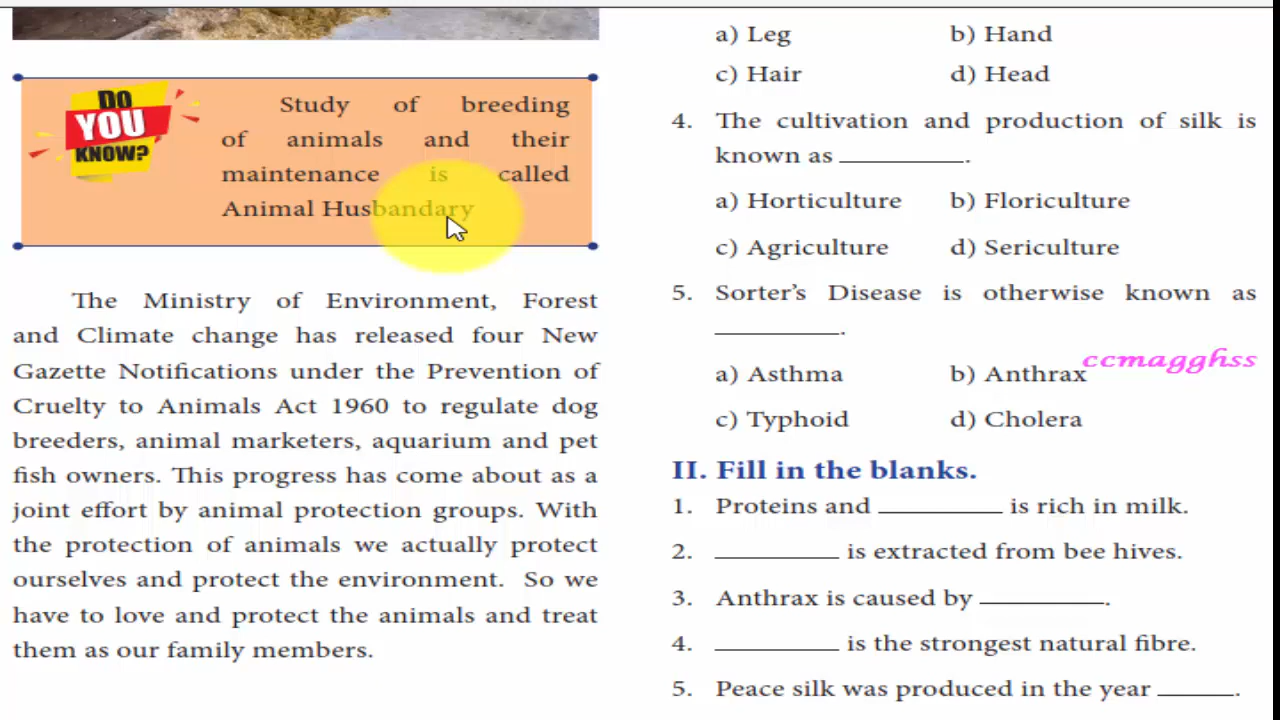 DO
YOU
KNOW?
Study of breeding
of animals and their
maintenance is called
Animal Husbandary
The Ministry of Environment, Forest
and Climate change has released four New
Gazette Notifications under the Prevention of
Cruelty to Animals Act 1960 to regulate dog
breeders, animal marketers, aquarium and pet
fish owners. This progress has come about as a
joint effort by animal protection groups. With
the protection of animals we actually protect
ourselves and protect the environment. So we
have to love and protect the animals and treat
them as our family members.
a) Leg b) Hand
c) Hair d) Head
4. The cultivation and production of silk is
known as ___________.
a) Horticulture b) Floriculture
c) Agriculture d) Sericulture
5. Sorter's Disease is otherwise known as
___________.
ccmagghss
a) Asthma b) Anthrax
c) Typhoid d) Cholera
II. Fill in the blanks.
1. Proteins and ___________ is rich in milk.
2. ___________ is extracted from bee hives.
3. Anthrax is caused by ___________.
4. ___________ is the strongest natural fibre.
5. Peace silk was produced in the year _______.